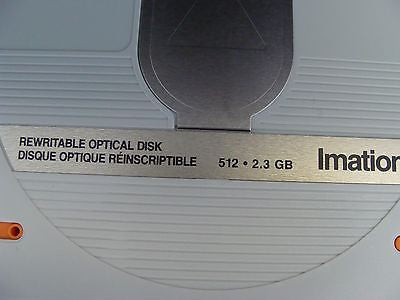 REWRITABLE OPTICAL DISK
DISQUE OPTIQUE RÉINSCRIPTIBLE 512 • 2.3 GB Imation